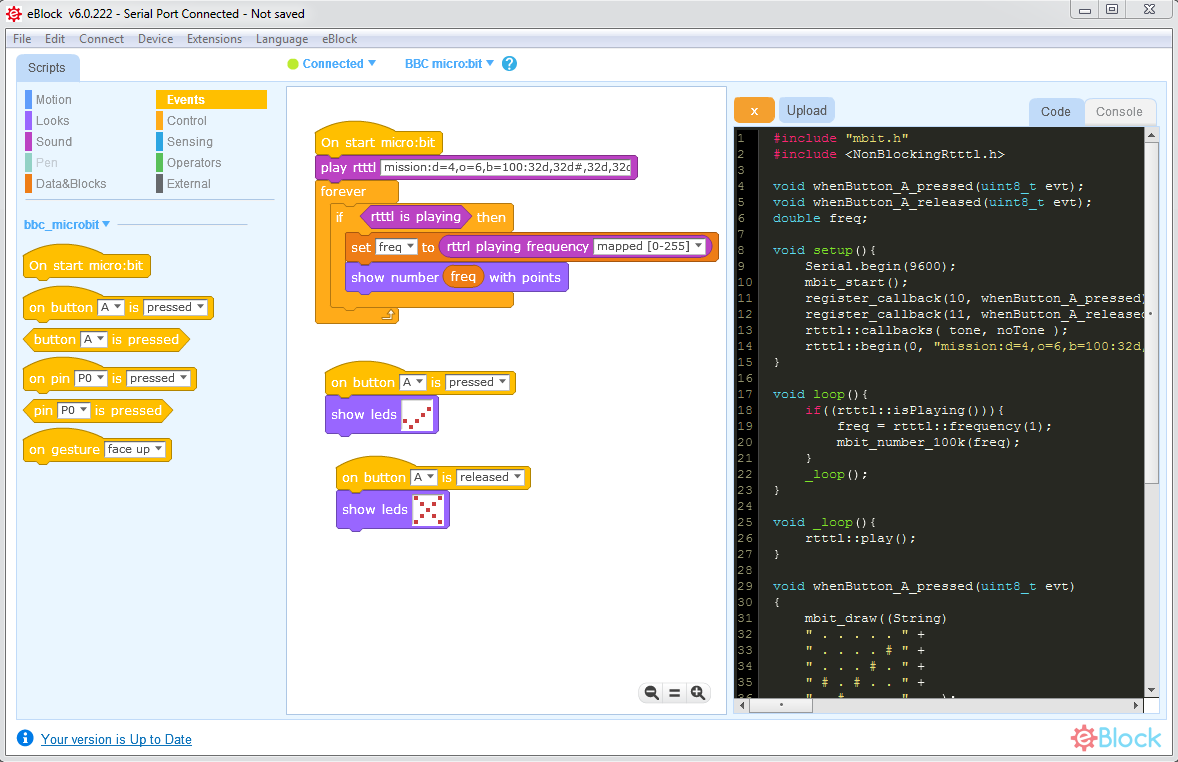 eBlock v6.0.222 - Serial Port Connected - Not saved
File Edit Connect Device Extensions Language eBlock
Scripts
Connected
BBC micro:bit
?
Motion
Events
Looks
Control
Sound
Sensing
Pen
Operators
Data&Blocks
External
bbc_microbit
On start micro:bit
on button A is pressed
button A is pressed
on pin P0 is pressed
pin P0 is pressed
on gesture face up
On start micro:bit
play rtttl mission:d=4,o=6,b=100:32d,32d#,32d,32d
forever
if rtttl is playing then
set freq to rttrl playing frequency mapped [0-255]
show number freq with points
on button A is pressed
show leds
on button A is released
show leds
x Upload
Code Console
1 #include "mbit.h"
2 #include <NonBlockingRtttl.h>
3
4 void whenButton_A_pressed(uint8_t evt);
5 void whenButton_A_released(uint8_t evt);
6 double freq;
7
8 void setup(){
9 Serial.begin(9600);
10 mbit_start();
11 register_callback(10, whenButton_A_pressed)
12 register_callback(11, whenButton_A_release
13 rtttl::callbacks( tone, noTone );
14 rtttl::begin(0, "mission:d=4,o=6,b=100:32d,
15 }
16
17 void loop(){
18 if((rtttl::isPlaying())){
19 freq = rtttl::frequency(1);
20 mbit_number_100k(freq);
21 }
22 _loop();
23 }
24
25 void _loop(){
26 rtttl::play();
27 }
28
29 void whenButton_A_pressed(uint8_t evt)
30 {
31 mbit_draw((String)
32 " . . . . . " +
33 " . . . . # " +
34 " . . . # . " +
35 " # . # . . " +
Your version is Up to Date
eBlock